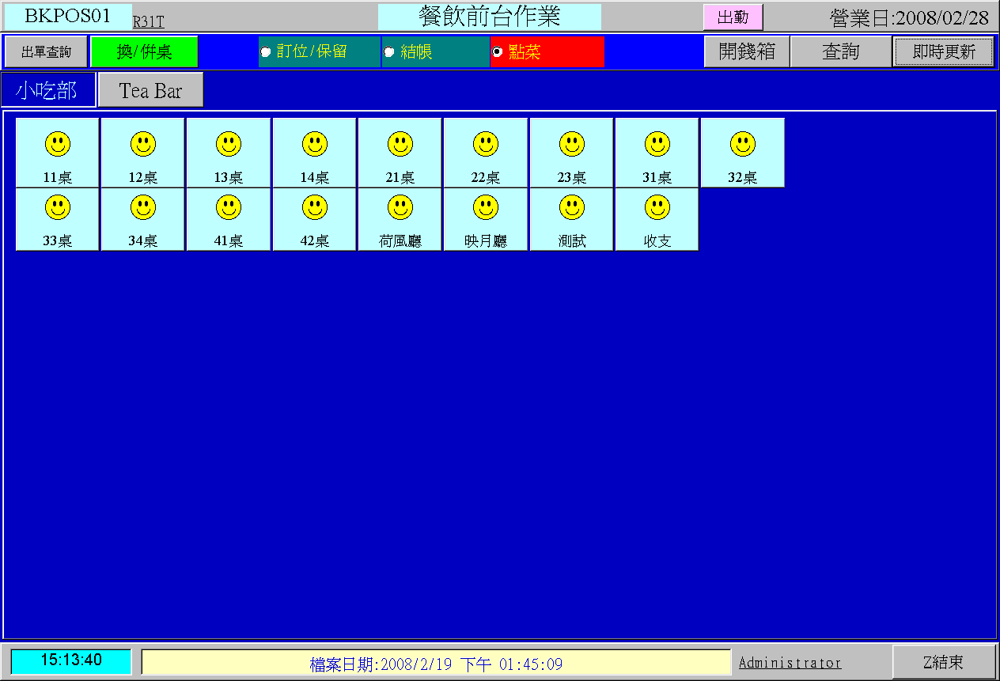 BKPOS01 R31T 餐飲前台作業 出勤 營業日:2008/02/28
出單查詢 換/併桌 訂位/保留 結帳 點菜 開錢箱 查詢 即時更新
小吃部 Tea Bar
11桌 12桌 13桌 14桌 21桌 22桌 23桌 31桌 32桌
33桌 34桌 41桌 42桌 荷風廳 映月廳 測試 收支
15:13:40 檔案日期:2008/2/19 下午 01:45:09 Administrator Z結束